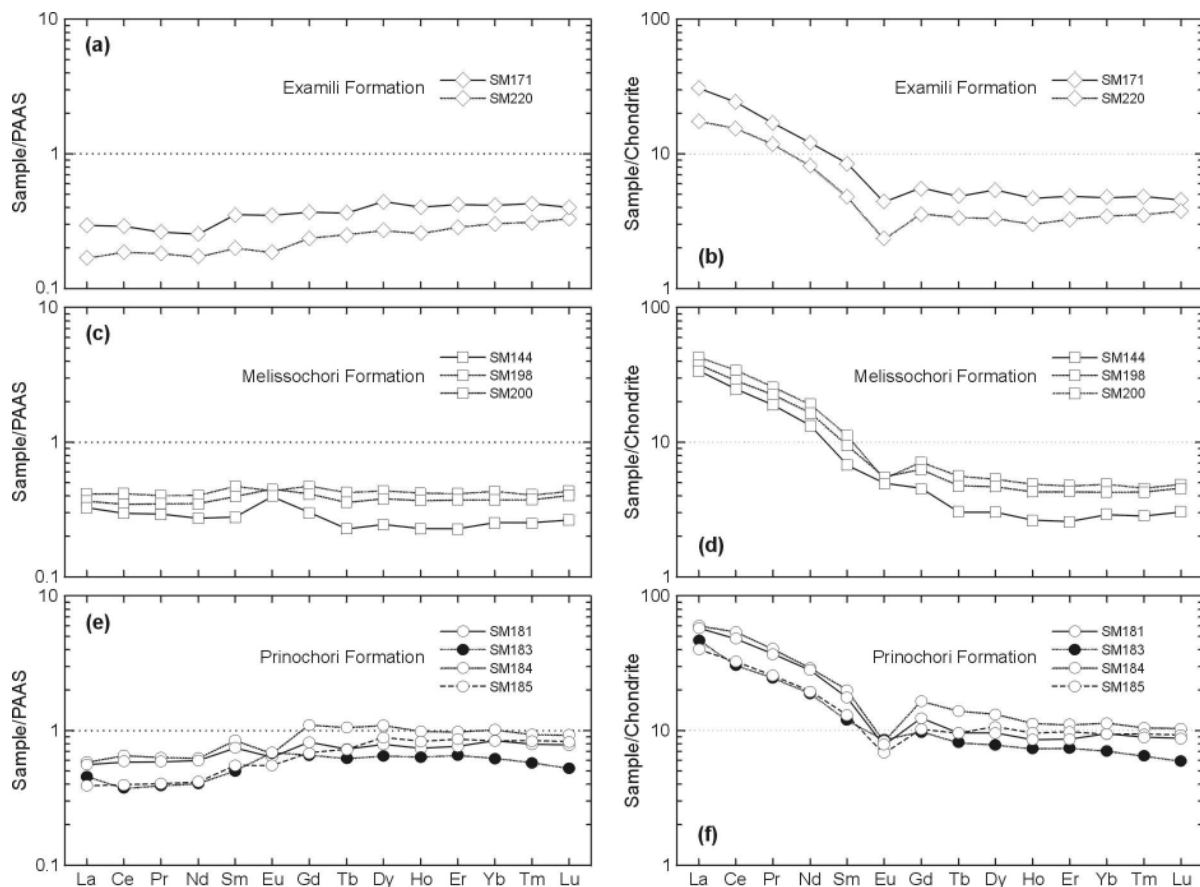 10
(a)
SM171
Examili Formation
SM220
Sample/PAAS
1
0.1
100
SM171
Examili Formation
SM220
Sample/Chondrite
10
(b)
1
10
(c)
SM144
Melissochori Formation
SM198
SM200
Sample/PAAS
1
0.1
100
SM144
Melissochori Formation
SM198
SM200
Sample/Chondrite
10
(d)
1
10
(e)
SM181
Prinochori Formation
SM183
SM184
SM185
Sample/PAAS
1
0.1
La Ce Pr Nd Sm Eu Gd Tb Dy Ho Er Yb Tm Lu
100
SM181
Prinochori Formation
SM183
SM184
SM185
Sample/Chondrite
10
(f)
1
La Ce Pr Nd Sm Eu Gd Tb Dy Ho Er Yb Tm Lu